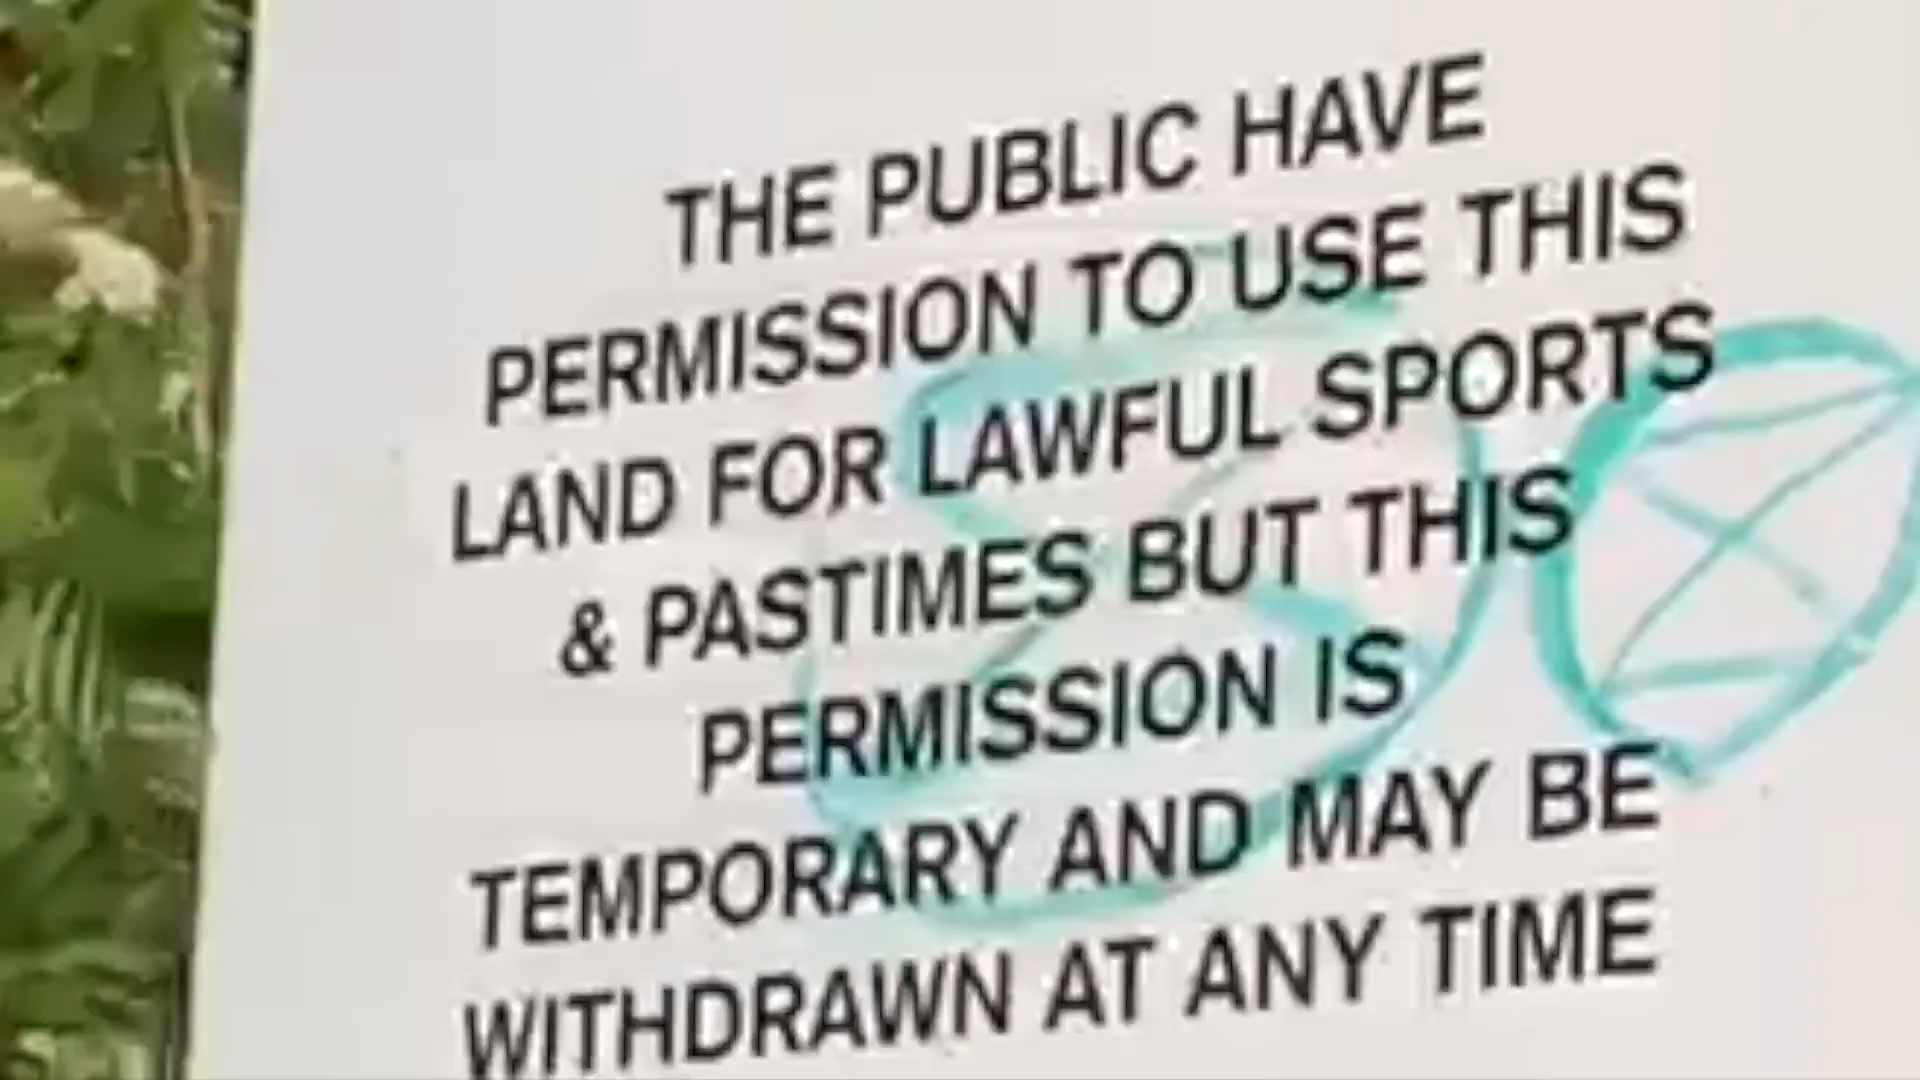 THE PUBLIC HAVE
PERMISSION TO USE THIS
LAND FOR LAWFUL SPORTS
& PASTIMES BUT THIS
PERMISSION IS
TEMPORARY AND MAY BE
WITHDRAWN AT ANY TIME